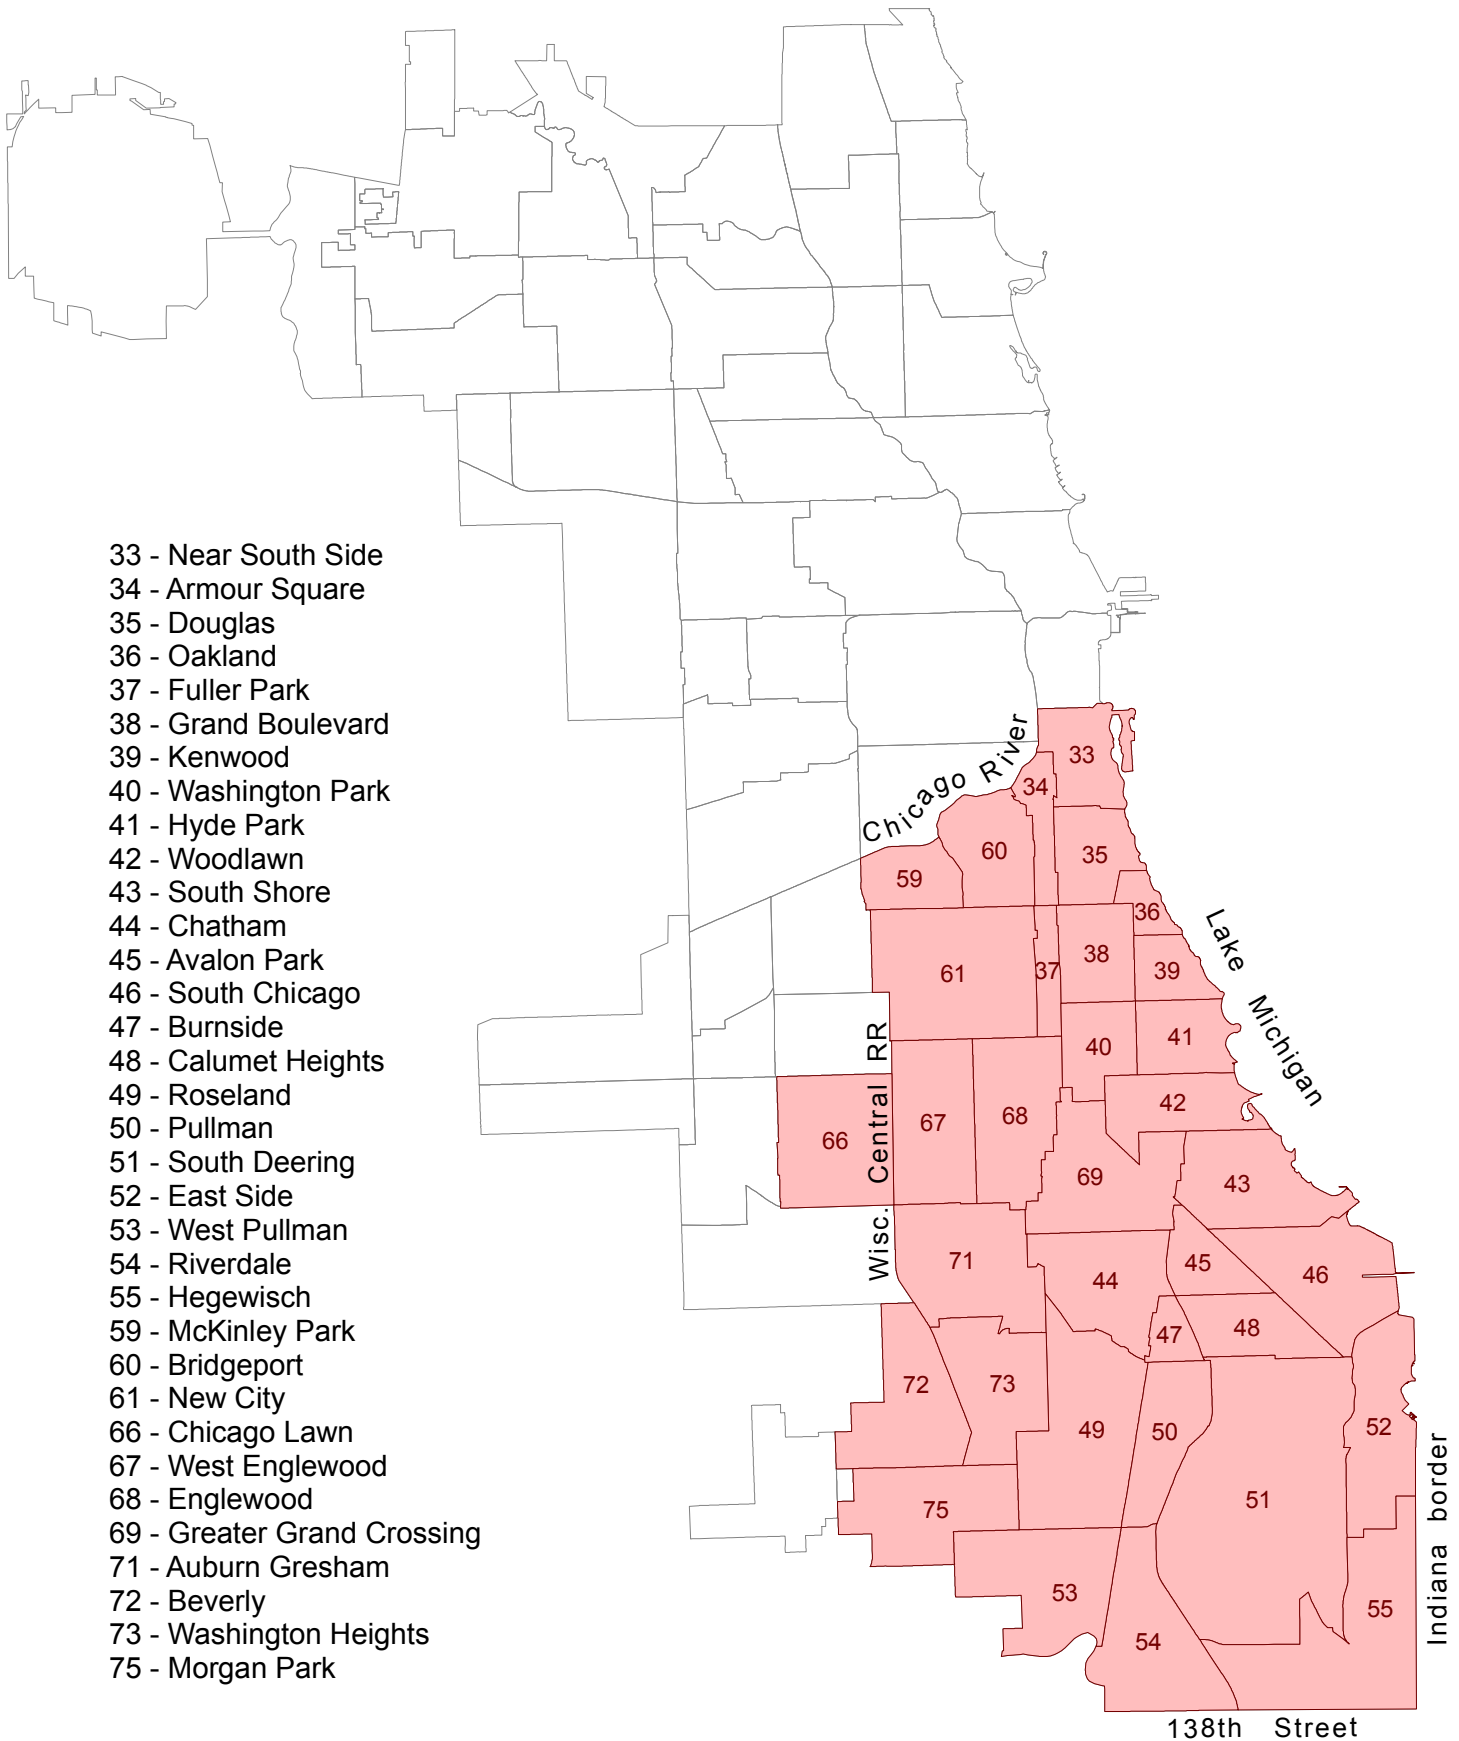 33 - Near South Side
34 - Armour Square
35 - Douglas
36 - Oakland
37 - Fuller Park
38 - Grand Boulevard
39 - Kenwood
40 - Washington Park
41 - Hyde Park
42 - Woodlawn
43 - South Shore
44 - Chatham
45 - Avalon Park
46 - South Chicago
47 - Burnside
48 - Calumet Heights
49 - Roseland
50 - Pullman
51 - South Deering
52 - East Side
53 - West Pullman
54 - Riverdale
55 - Hegewisch
59 - McKinley Park
60 - Bridgeport
61 - New City
66 - Chicago Lawn
67 - West Englewood
68 - Englewood
69 - Greater Grand Crossing
71 - Auburn Gresham
72 - Beverly
73 - Washington Heights
75 - Morgan Park
Chicago River
Lake Michigan
Wisc. Central RR
Indiana border
138th Street
33
34
60
35
59
36
38
37
39
61
41
40
42
68
67
66
69
43
71
45
46
44
48
47
72
73
52
49
50
51
75
53
55
54